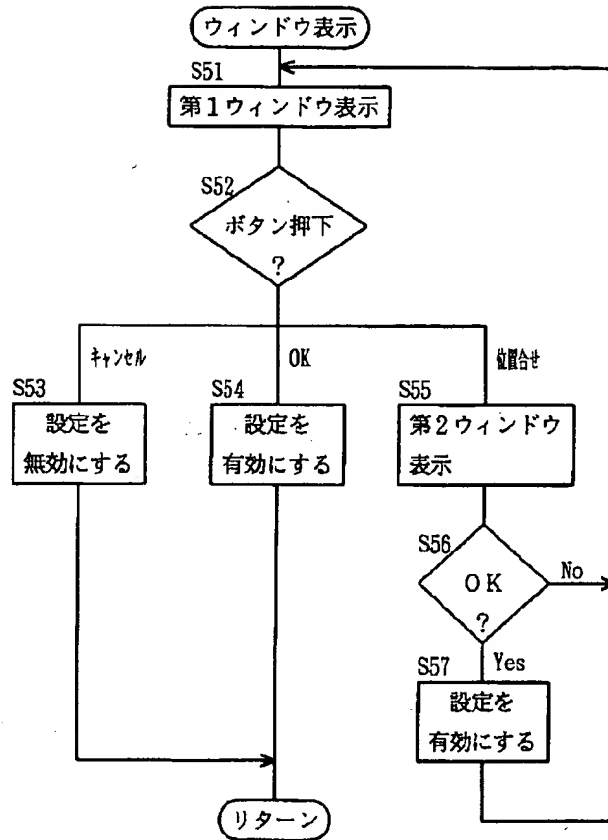 ウィンドウ表示
S51
第1ウィンドウ表示
S52
ボタン押下
?
キャンセル
OK
位置合せ
S53
設定を
無効にする
S54
設定を
有効にする
S55
第2ウィンドウ
表示
S56
OK
?
No
Yes
S57
設定を
有効にする
リターン